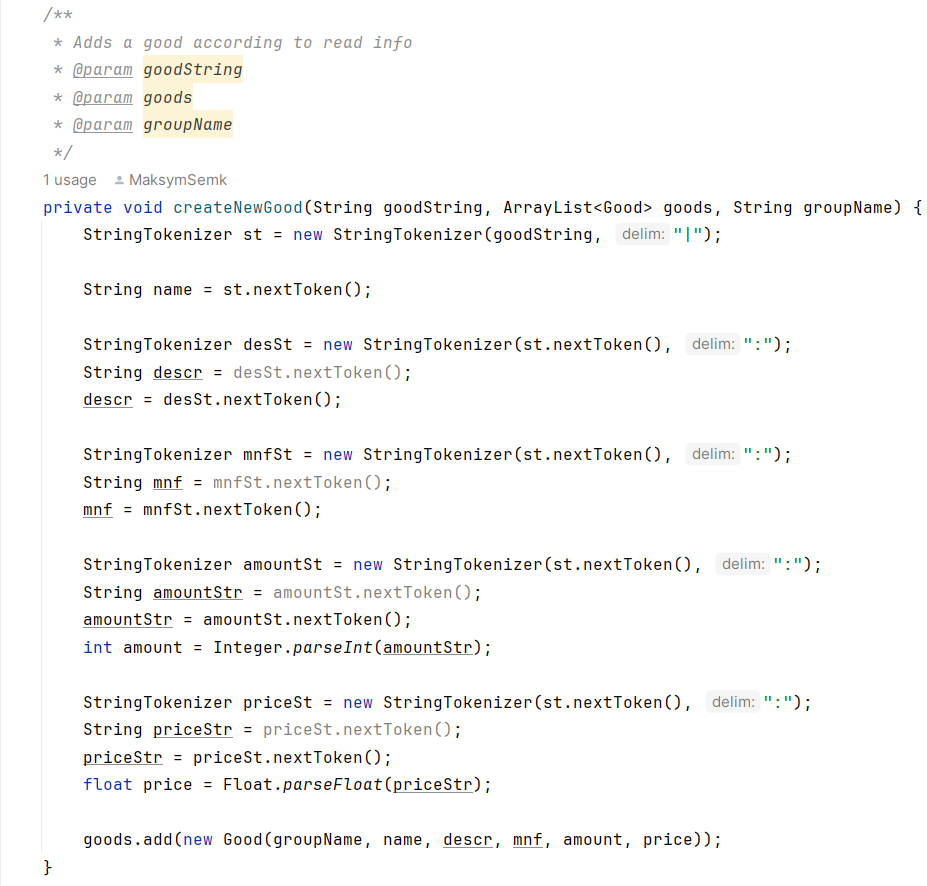 /**
 * Adds a good according to read info
 * @param goodString
 * @param goods
 * @param groupName
 */
1 usage MaksymSemk
private void createNewGood(String goodString, ArrayList<Good> goods, String groupName) {
    StringTokenizer st = new StringTokenizer(goodString, delim: "|");

    String name = st.nextToken();

    StringTokenizer desSt = new StringTokenizer(st.nextToken(), delim: ":");
    String descr = desSt.nextToken();
    descr = desSt.nextToken();

    StringTokenizer mnfSt = new StringTokenizer(st.nextToken(), delim: ":");
    String mnf = mnfSt.nextToken();
    mnf = mnfSt.nextToken();

    StringTokenizer amountSt = new StringTokenizer(st.nextToken(), delim: ":");
    String amountStr = amountSt.nextToken();
    amountStr = amountSt.nextToken();
    int amount = Integer.parseInt(amountStr);

    StringTokenizer priceSt = new StringTokenizer(st.nextToken(), delim: ":");
    String priceStr = priceSt.nextToken();
    priceStr = priceSt.nextToken();
    float price = Float.parseFloat(priceStr);

    goods.add(new Good(groupName, name, descr, mnf, amount, price));
}